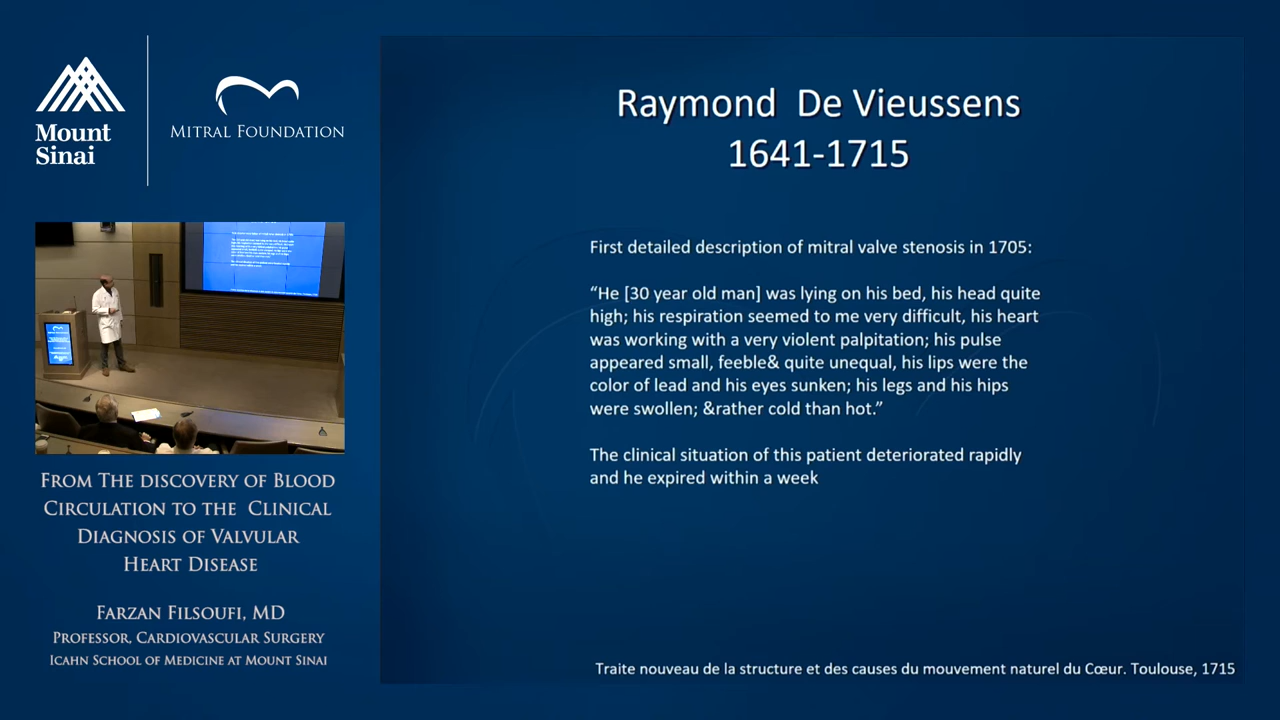 Mount
Sinai
MITRAL FOUNDATION
FROM THE DISCOVERY OF BLOOD
CIRCULATION TO THE CLINICAL
DIAGNOSIS OF VALVULAR
HEART DISEASE
FARZAN FILSOUFI, MD
PROFESSOR, CARDIOVASCULAR SURGERY
ICAHN SCHOOL OF MEDICINE AT MOUNT SINAI
Raymond De Vieussens
1641-1715
First detailed description of mitral valve stenosis in 1705:
“He [30 year old man] was lying on his bed, his head quite
high; his respiration seemed to me very difficult, his heart
was working with a very violent palpitation; his pulse
appeared small, feeble& quite unequal, his lips were the
color of lead and his eyes sunken; his legs and his hips
were swollen; &rather cold than hot.”
The clinical situation of this patient deteriorated rapidly
and he expired within a week
Traite nouveau de la structure et des causes du mouvement naturel du Cœur. Toulouse, 1715